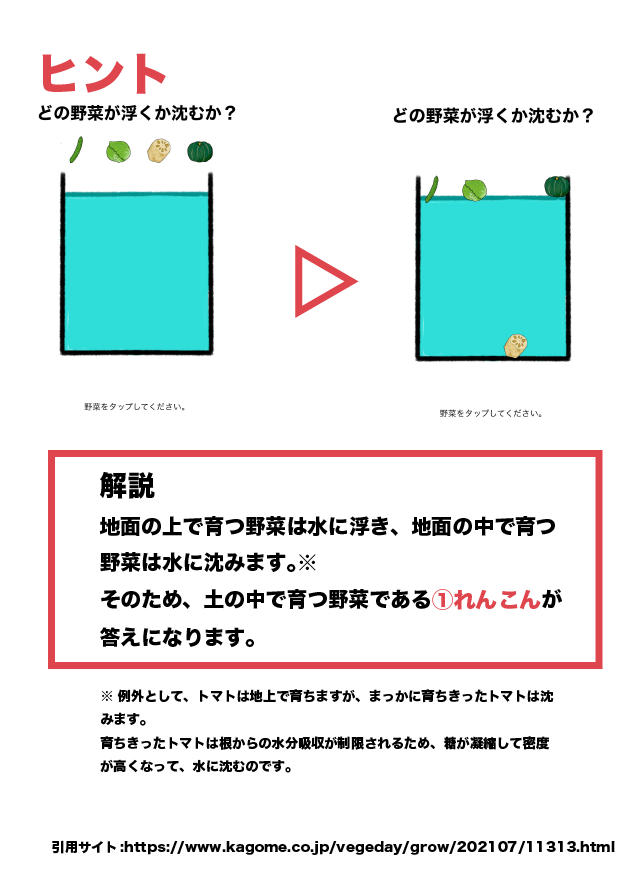 ヒント
どの野菜が浮くか沈むか？
どの野菜が浮くか沈むか？
野菜をタップしてください。
野菜をタップしてください。
解説
地面の上で育つ野菜は水に浮き、地面の中で育つ
野菜は水に沈みます。※
そのため、土の中で育つ野菜である①れんこんが
答えになります。
※ 例外として、トマトは地上で育ちますが、まっかに育ちきったトマトは沈
みます。
育ちきったトマトは根からの水分吸収が制限されるため、糖が凝縮して密度
が高くなって、水に沈むのです。
引用サイト:https://www.kagome.co.jp/vegeday/grow/202107/11313.html